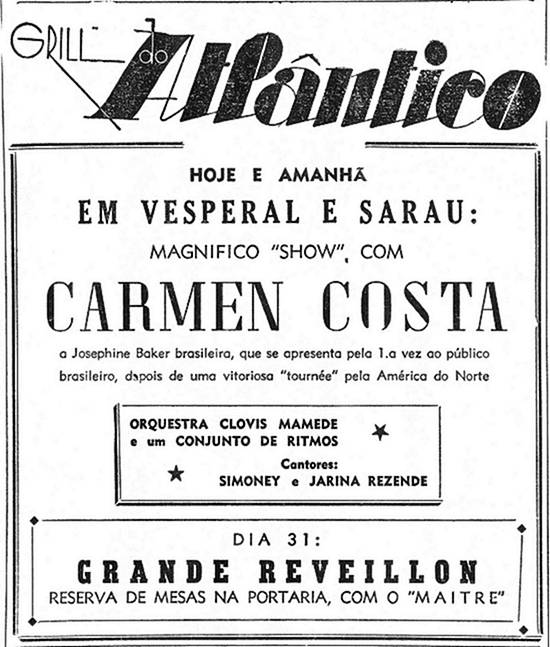 GRILL do Atlântico
HOJE E AMANHÃ
EM VESPERAL E SARAU:
MAGNIFICO "SHOW", COM
CARMEN COSTA
a Josephine Baker brasileira, que se apresenta pela 1.a vez ao público
brasileiro, depois de uma vitoriosa "tournée" pela América do Norte
ORQUESTRA CLOVIS MAMEDE
e um CONJUNTO DE RITMOS
Cantores:
SIMONEY e JARINA REZENDE
DIA 31:
GRANDE REVEILLON
RESERVA DE MESAS NA PORTARIA, COM O "MAITRE"